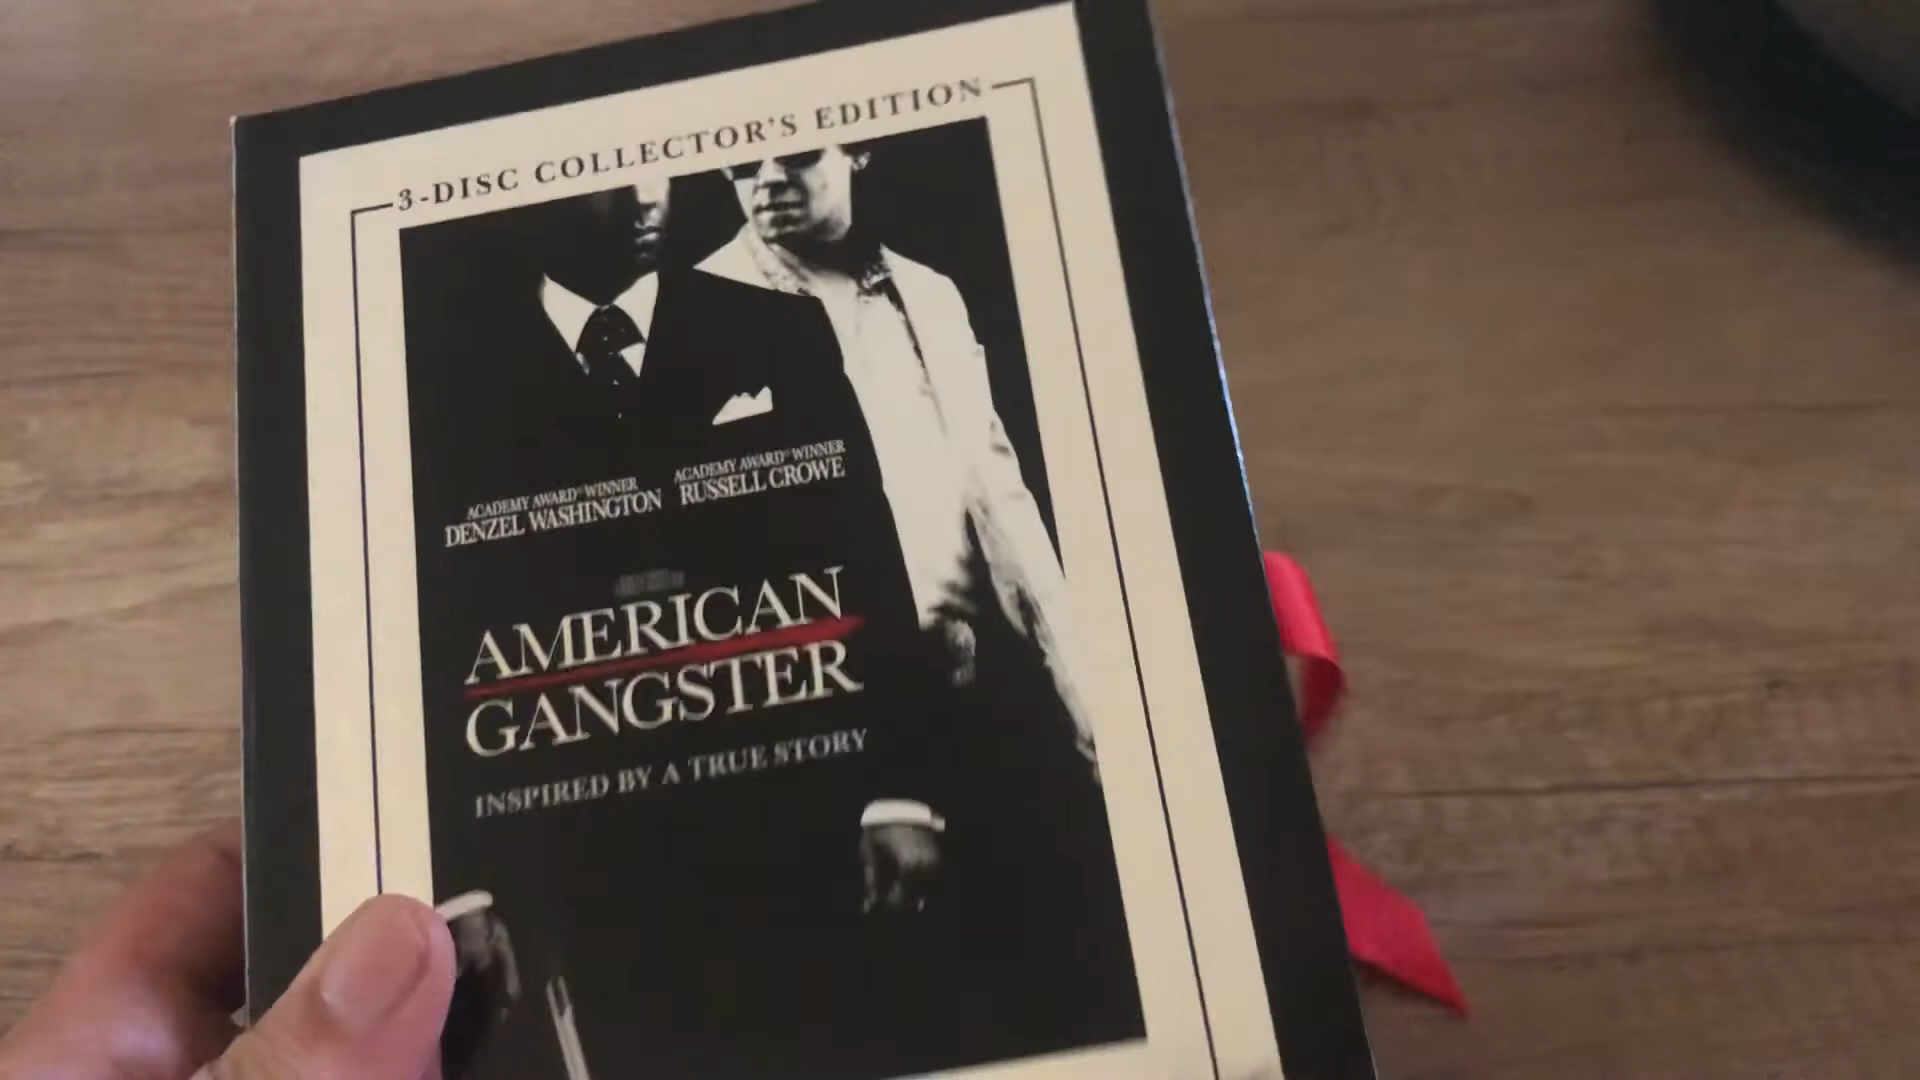 3-DISC COLLECTOR'S EDITION
ACADEMY AWARD® WINNER
DENZEL WASHINGTON
ACADEMY AWARD® WINNER
RUSSELL CROWE
AMERICAN
GANGSTER
INSPIRED BY A TRUE STORY